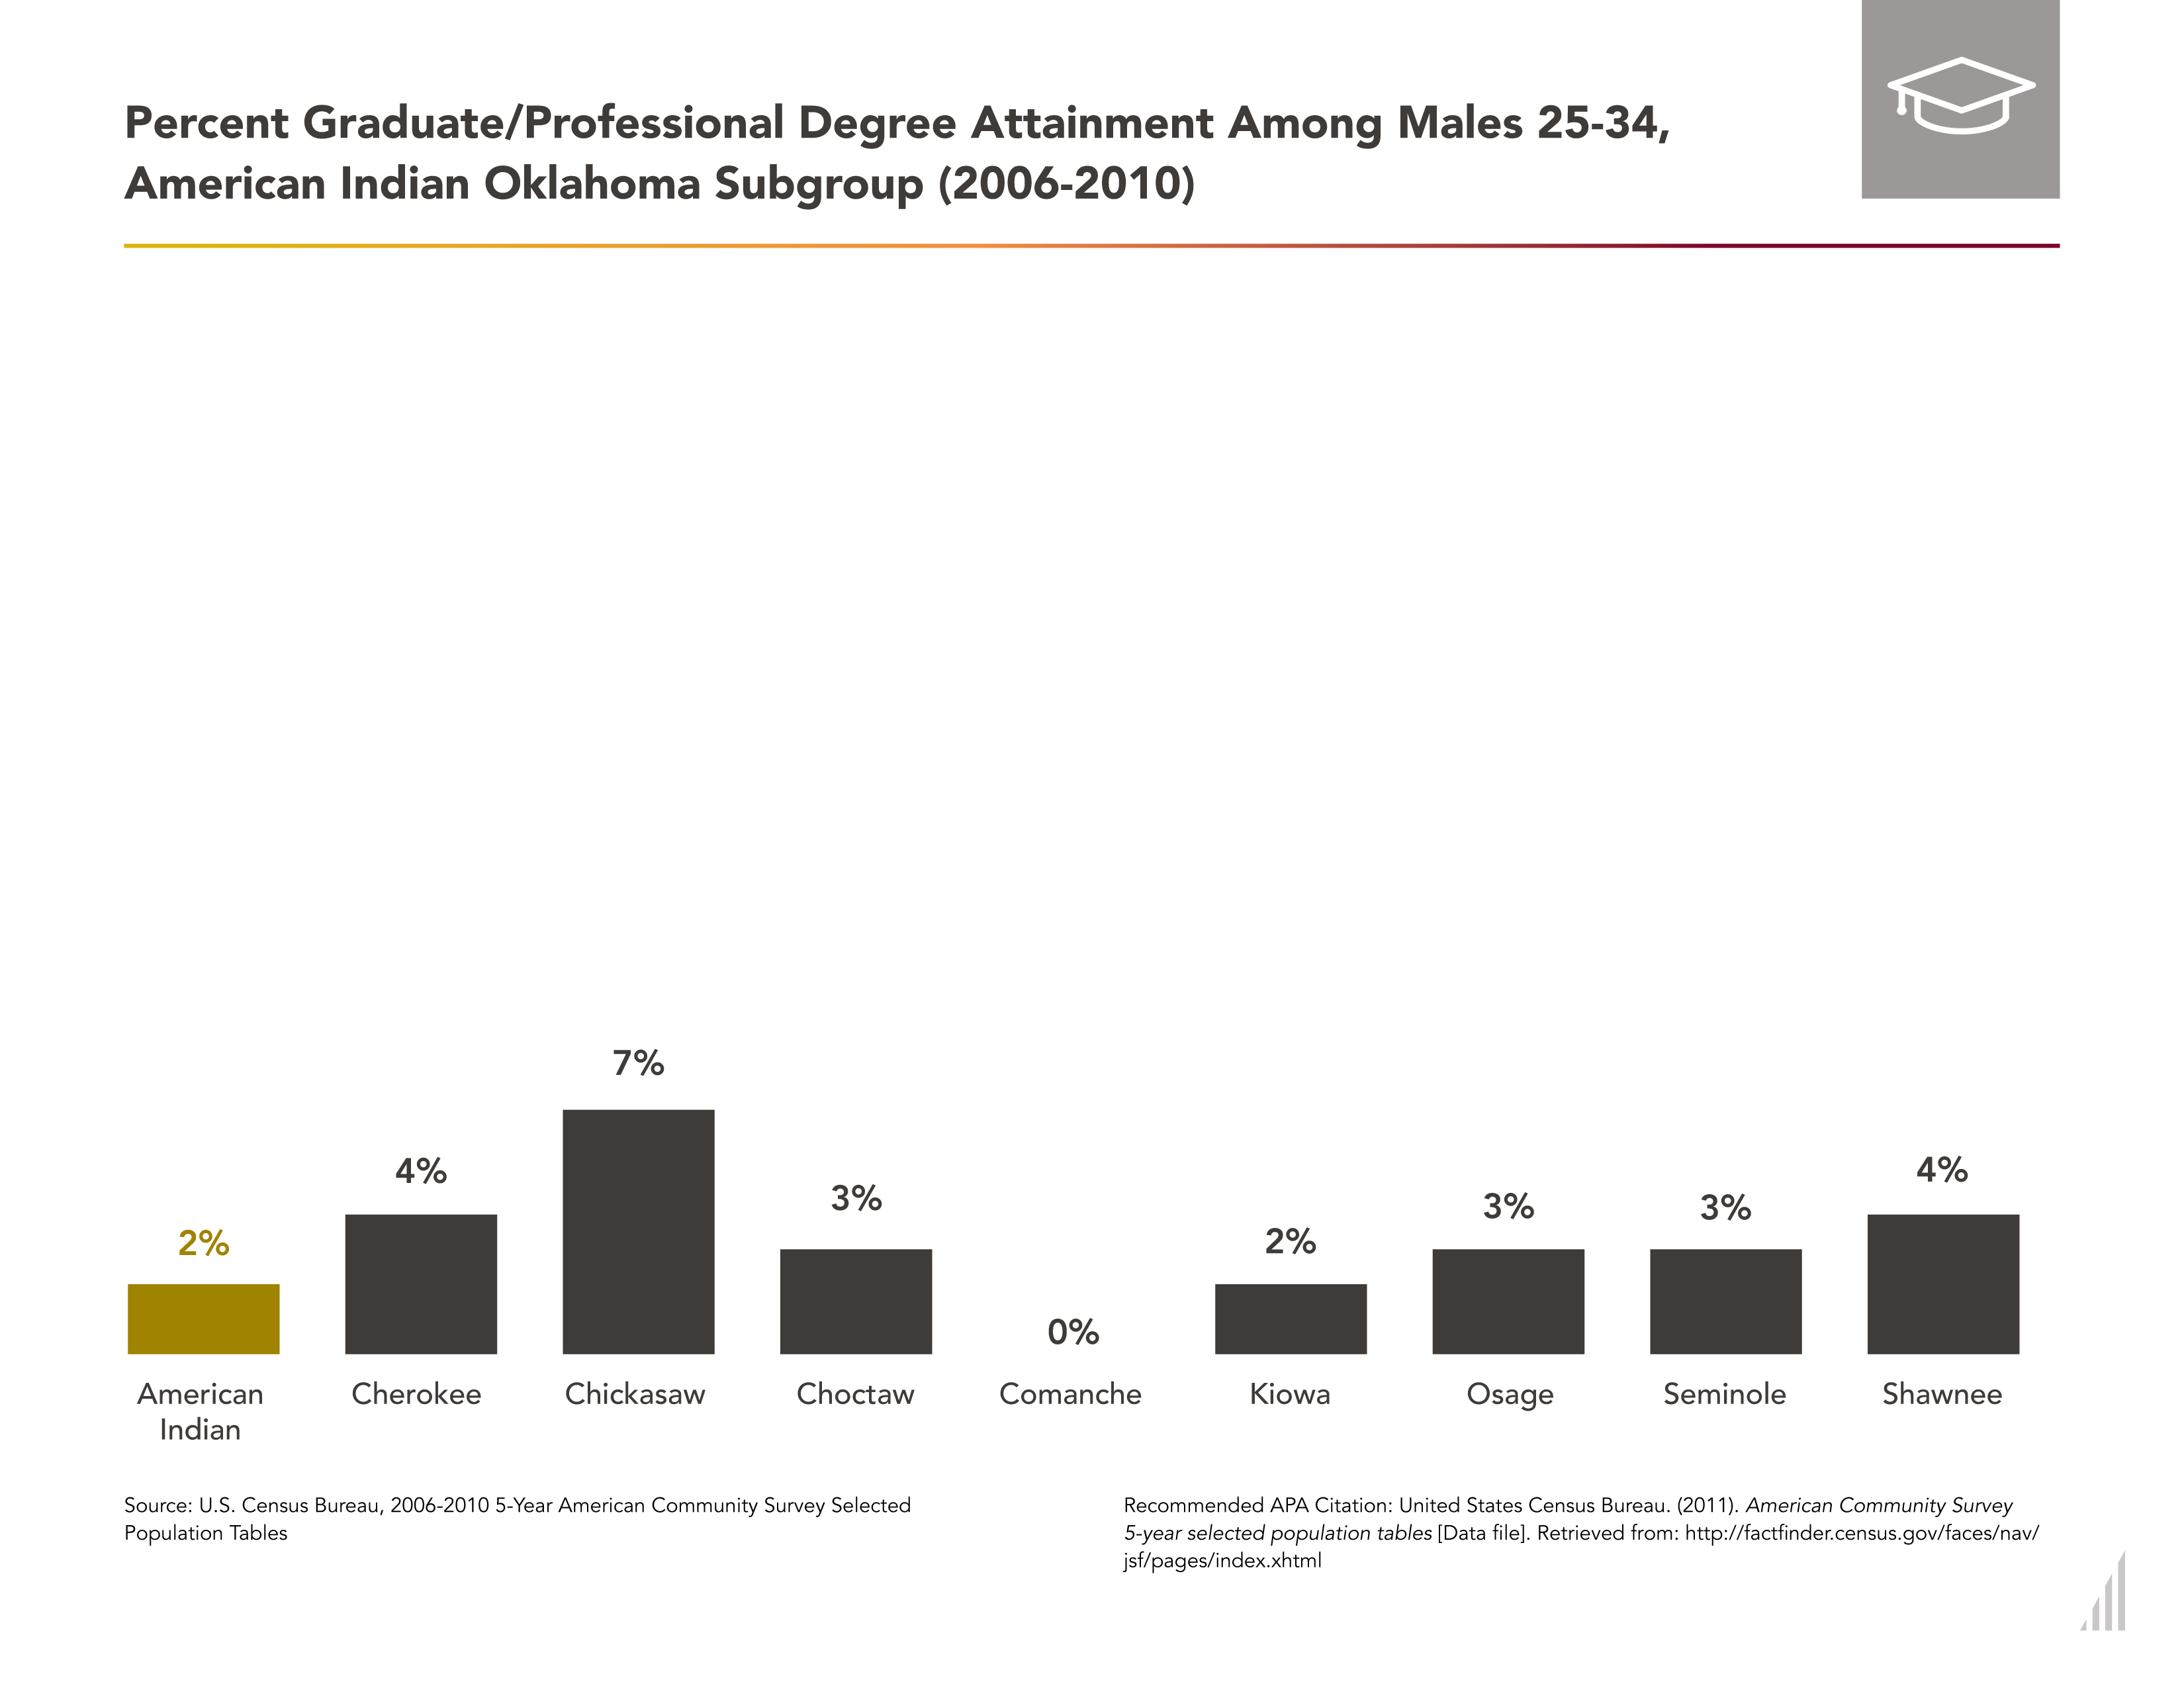 Percent Graduate/Professional Degree Attainment Among Males 25-34,
American Indian Oklahoma Subgroup (2006-2010)
7%
4%
4%
3%
3%
3%
2%
2%
0%
American
Indian
Cherokee
Chickasaw
Choctaw
Comanche
Kiowa
Osage
Seminole
Shawnee
Source: U.S. Census Bureau, 2006-2010 5-Year American Community Survey Selected
Population Tables
Recommended APA Citation: United States Census Bureau. (2011). American Community Survey
5-year selected population tables [Data file]. Retrieved from: http://factfinder.census.gov/faces/nav/
jsf/pages/index.xhtml